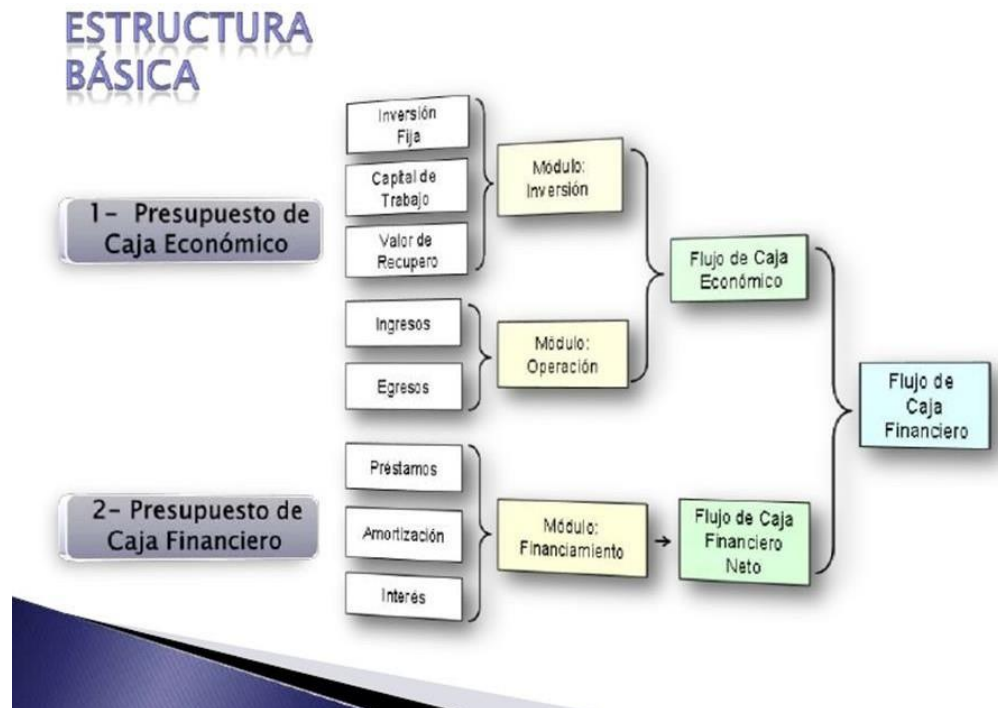 ESTRUCTURA
BÁSICA
1- Presupuesto de
Caja Económico
Inversión
Fija
Capital de
Trabajo
Valor de
Recupero
Módulo:
Inversión
Ingresos
Egresos
Módulo:
Operación
Flujo de Caja
Económico
2- Presupuesto de
Caja Financiero
Préstamos
Amortización
Interés
Módulo:
Financiamiento
Flujo de Caja
Financiero
Neto
Flujo de
Caja
Financiero